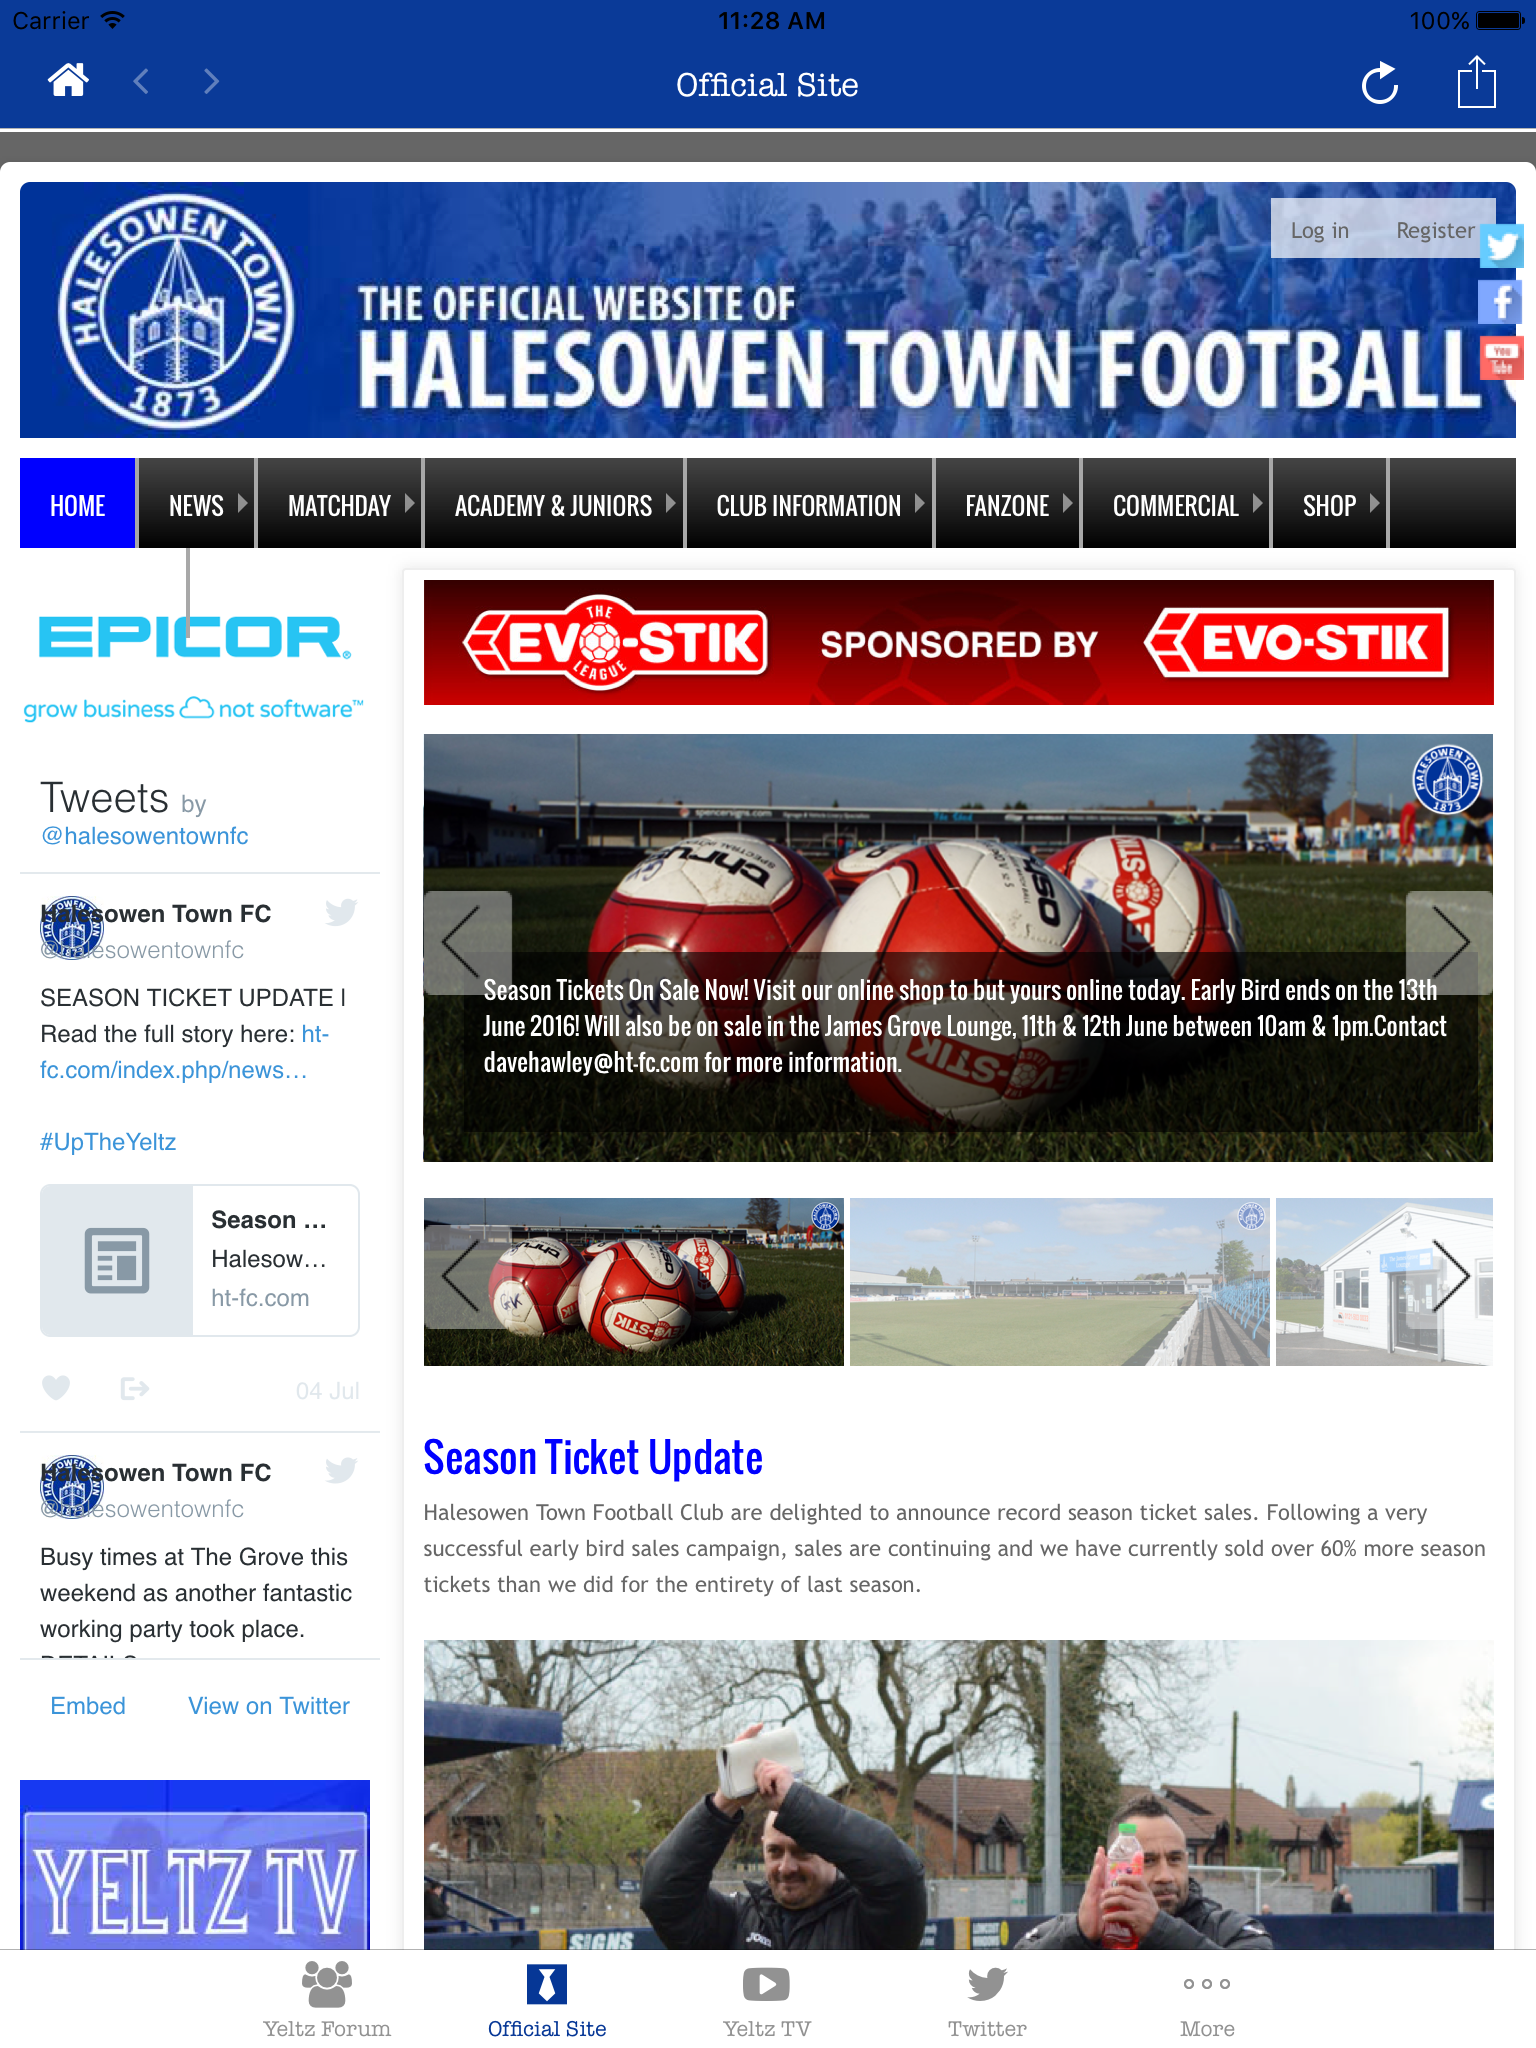 Carrier
11:28 AM
100%
Official Site
HALESOWEN TOWN
1873
Log in
Register
THE OFFICIAL WEBSITE OF
HALESOWEN TOWN FOOTBALL
You
Tube
HOME
NEWS
MATCHDAY
ACADEMY & JUNIORS
CLUB INFORMATION
FANZONE
COMMERCIAL
SHOP
EPICOR®
grow business not software™
THE
EVO-STIK
LEAGUE
SPONSORED BY
EVO-STIK
Tweets by
@halesowentownfc
Halesowen Town FC
@halesowentownfc
SEASON TICKET UPDATE |
Read the full story here: ht-
fc.com/index.php/news…
#UpTheYeltz
Season …
Halesow…
ht-fc.com
04 Jul
Halesowen Town FC
@halesowentownfc
Busy times at The Grove this
weekend as another fantastic
working party took place.
Embed
View on Twitter
YELTZ TV
HALESOWEN TOWN
1873
EVO-STIK
Season Tickets On Sale Now! Visit our online shop to but yours online today. Early Bird ends on the 13th
June 2016! Will also be on sale in the James Grove Lounge, 11th & 12th June between 10am & 1pm.Contact
davehawley@ht-fc.com for more information.
EVO-STIK
Season Ticket Update
Halesowen Town Football Club are delighted to announce record season ticket sales. Following a very
successful early bird sales campaign, sales are continuing and we have currently sold over 60% more season
tickets than we did for the entirety of last season.
SIGNS
Yeltz Forum
Official Site
Yeltz TV
Twitter
More